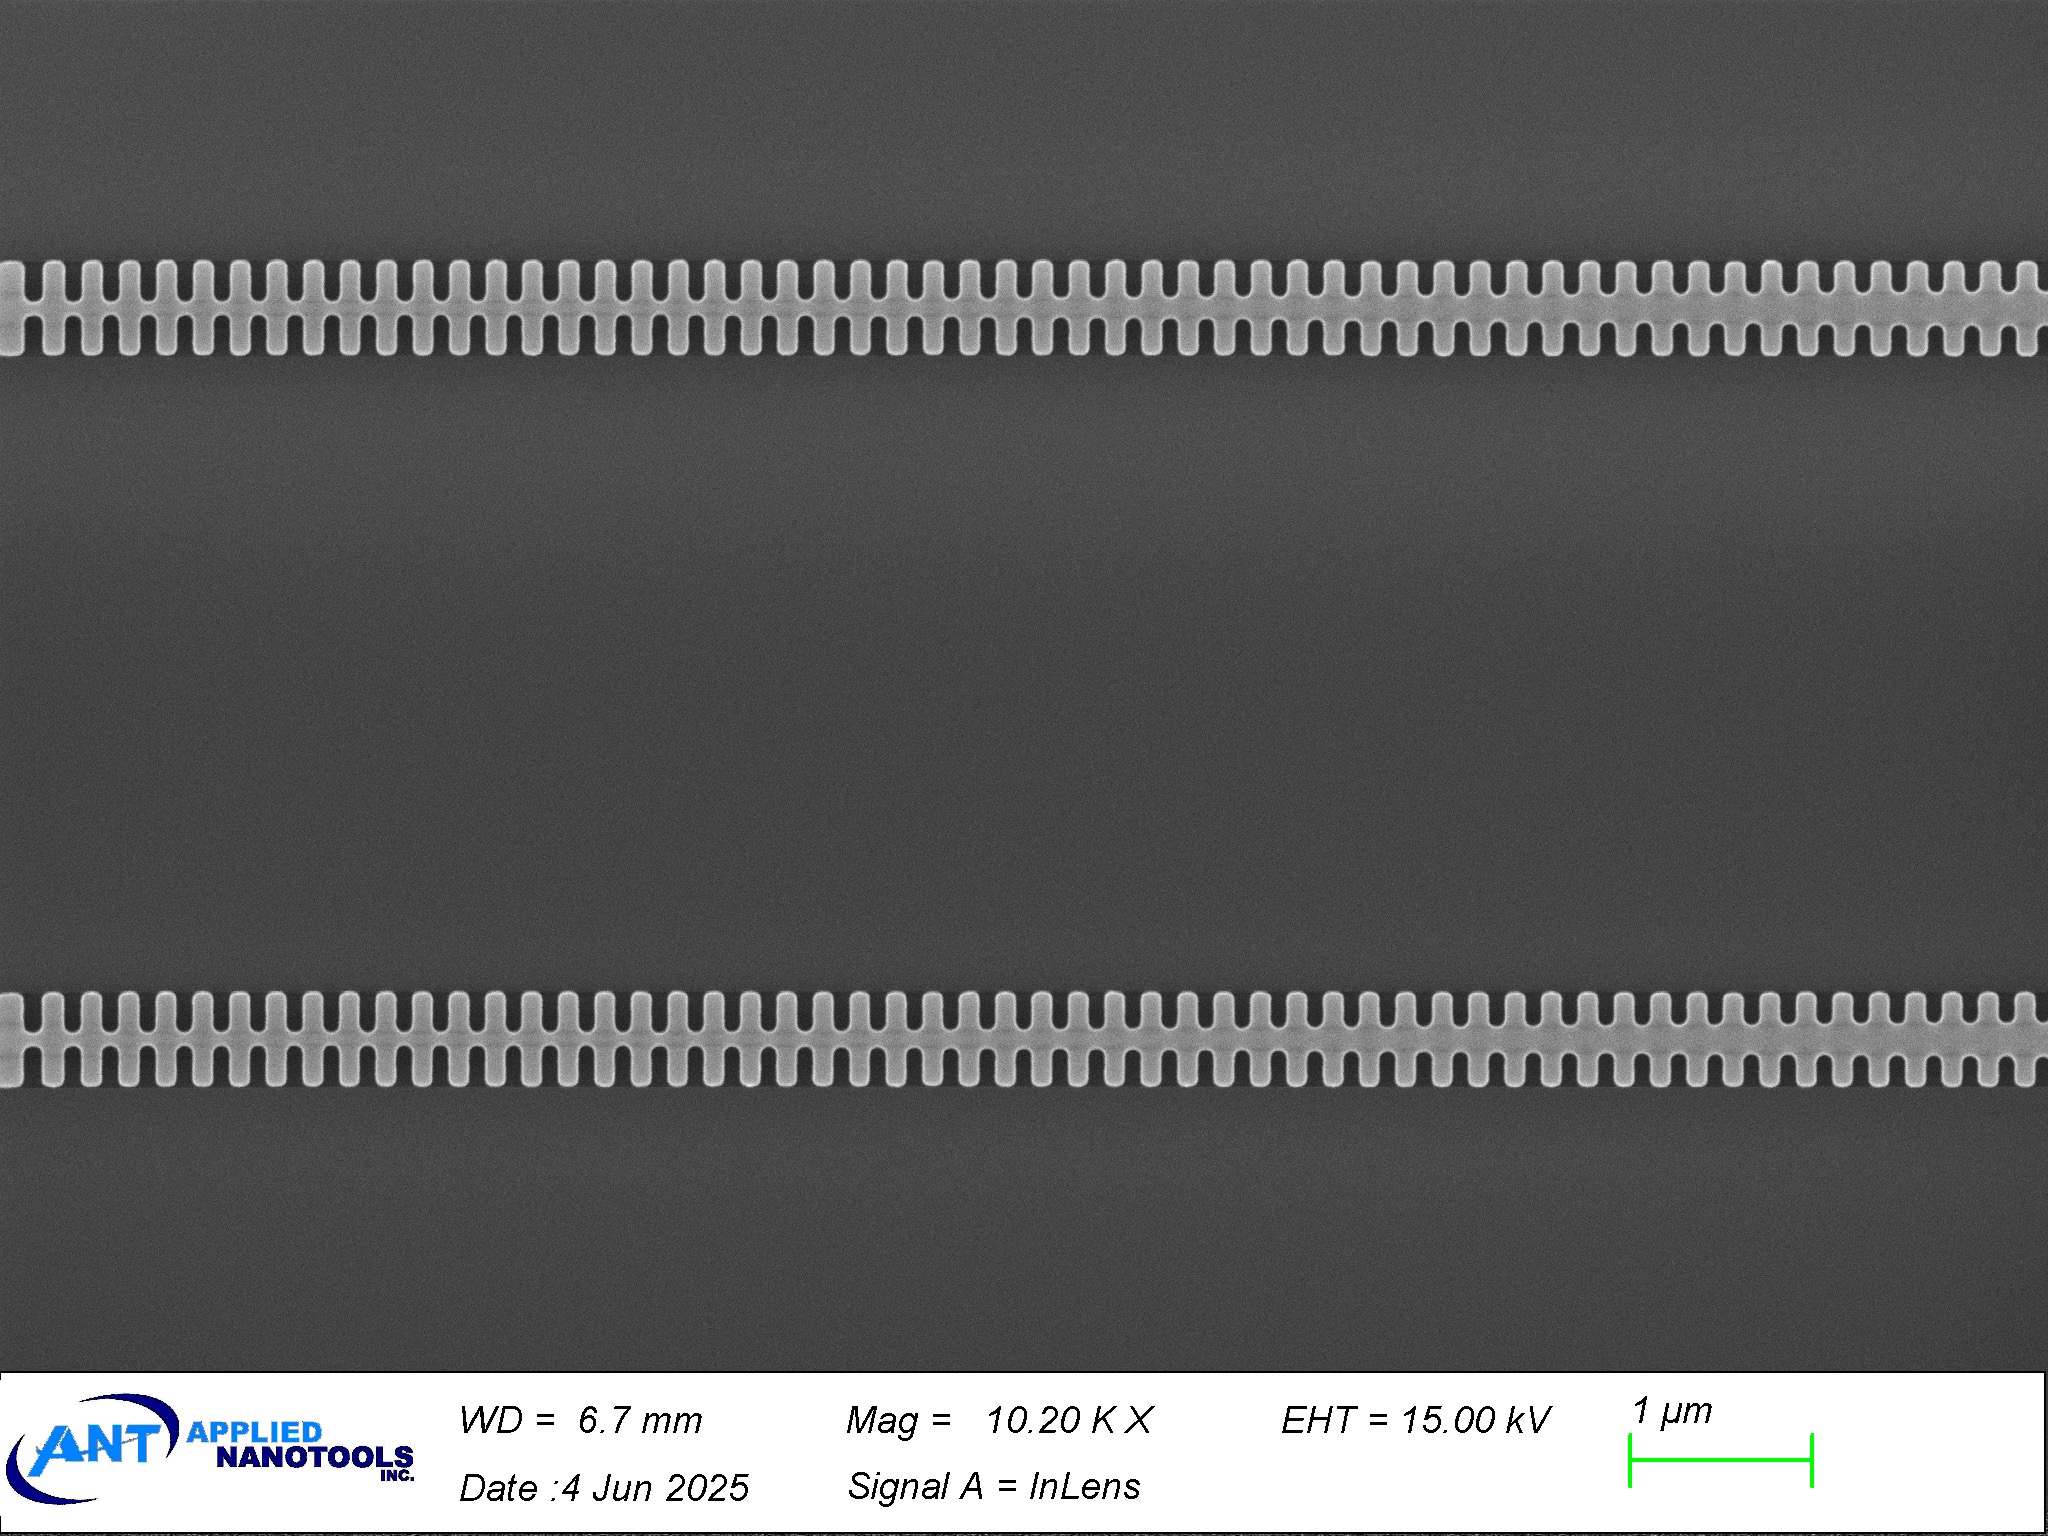 ANT APPLIED
NANOTOOLS
INC.
WD = 6.7 mm
Mag = 10.20 K X
EHT = 15.00 kV
1 µm
Date :4 Jun 2025
Signal A = InLens